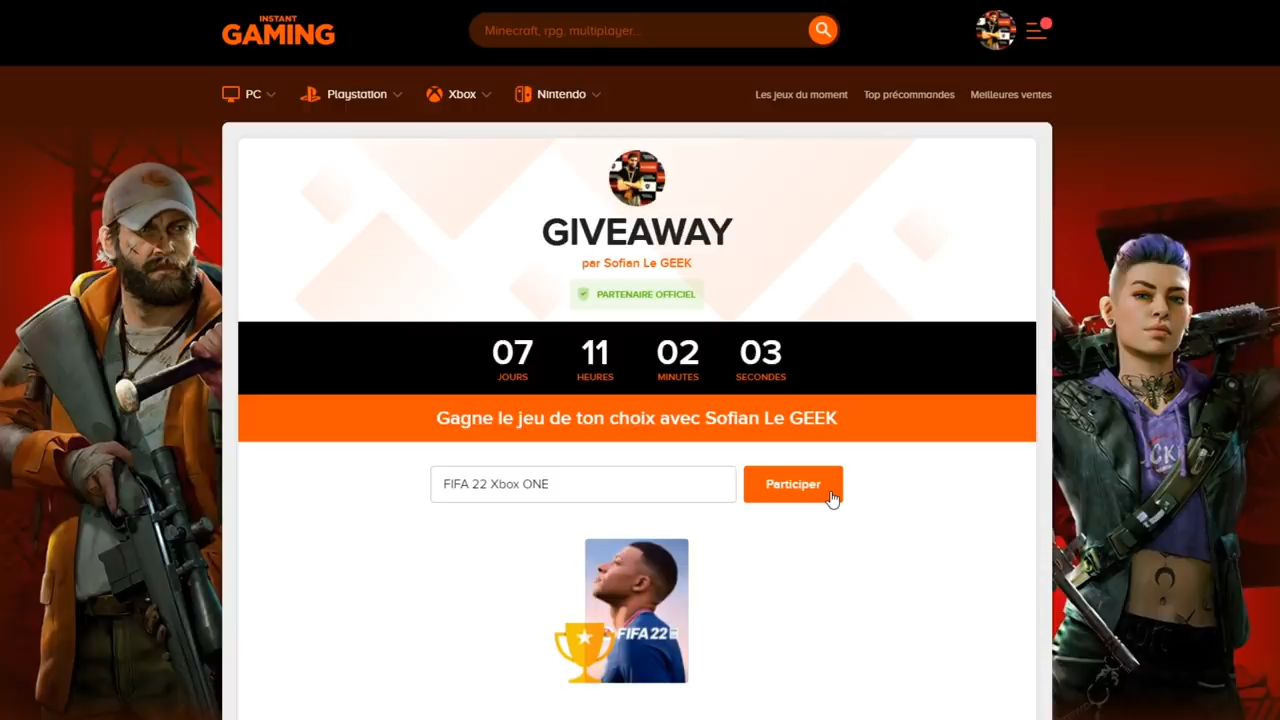 INSTANT
GAMING
Minecraft, rpg, multiplayer...
PC
Playstation
Xbox
Nintendo
Les jeux du moment
Top précommandes
Meilleures ventes
GIVEAWAY
par Sofian Le GEEK
PARTENAIRE OFFICIEL
07
11
02
03
JOURS
HEURES
MINUTES
SECONDES
Gagne le jeu de ton choix avec Sofian Le GEEK
FIFA 22 Xbox ONE
Participer
FIFA 22